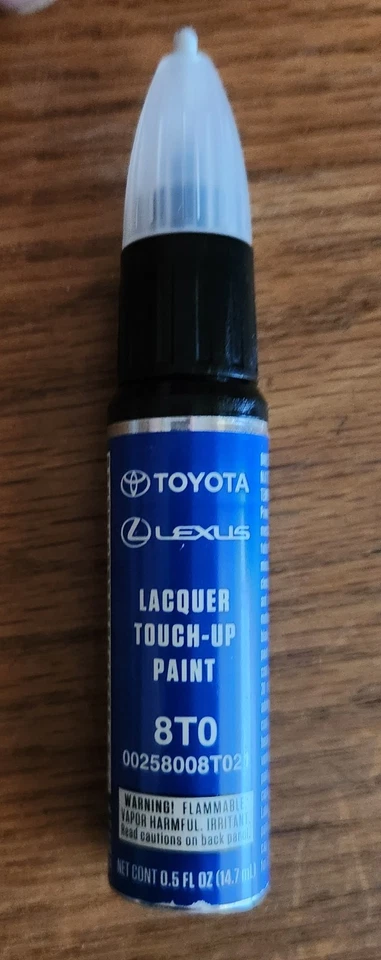 TOYOTA
LEXUS
LACQUER
TOUCH-UP
PAINT
8T0
00258008T021
WARNING! FLAMMABLE
VAPOR HARMFUL. IRRITANT
Read cautions on back panel.
NET CONT 0.5 FL OZ (14.7 mL)